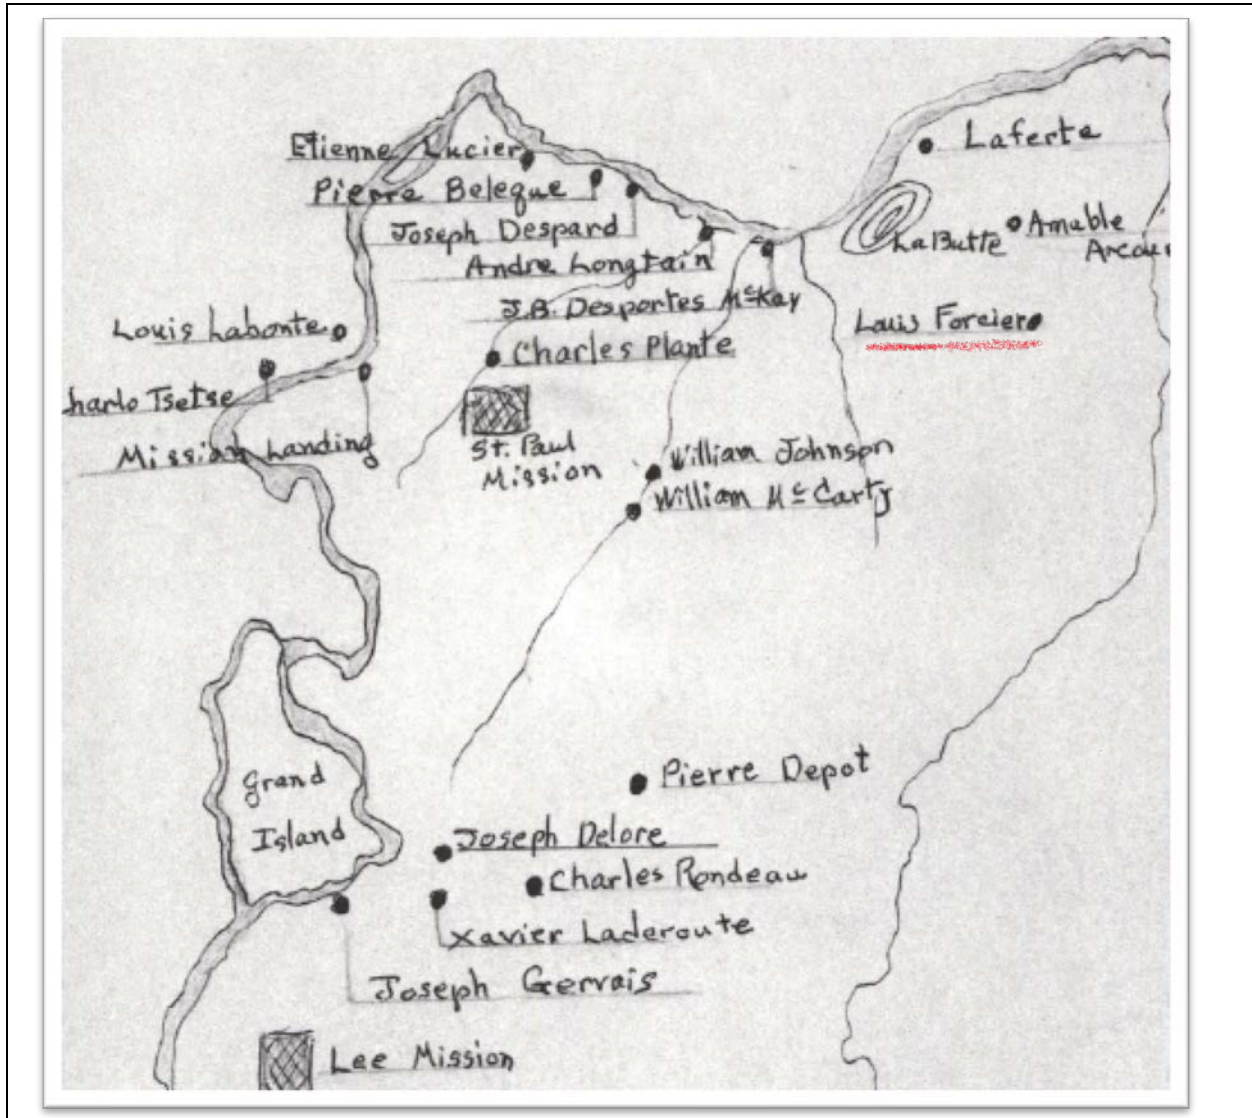 Etienne Lucier
Laferte
Pierre Beleque
Joseph Despard
LaButte
Amable
Andre Longtain
J.B. Desportes McKay
Louis Labonte
Louis Forcier
Charles Plante
harlo Tsetse
Mission Landing
St. Paul
Mission
William Johnson
William McCarty
Grand
Island
Pierre Depot
Joseph Delore
Charles Rondeau
Xavier Laderoute
Joseph Gervais
Lee Mission